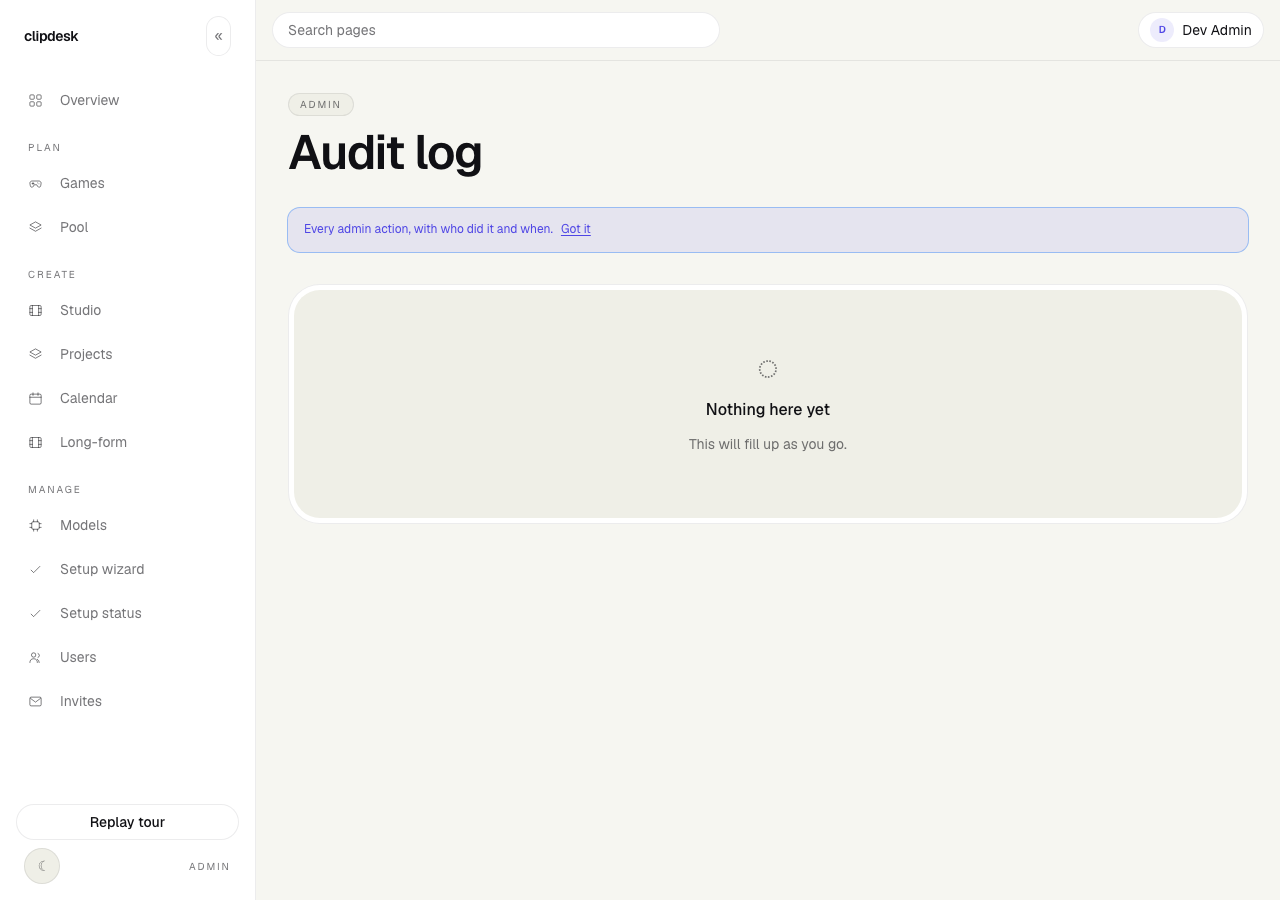 clipdesk
«
Search pages
D
Dev Admin
Overview
PLAN
Games
Pool
CREATE
Studio
Projects
Calendar
Long-form
MANAGE
Models
Setup wizard
Setup status
Users
Invites
Replay tour
ADMIN
ADMIN
Audit log
Every admin action, with who did it and when. Got it
Nothing here yet
This will fill up as you go.